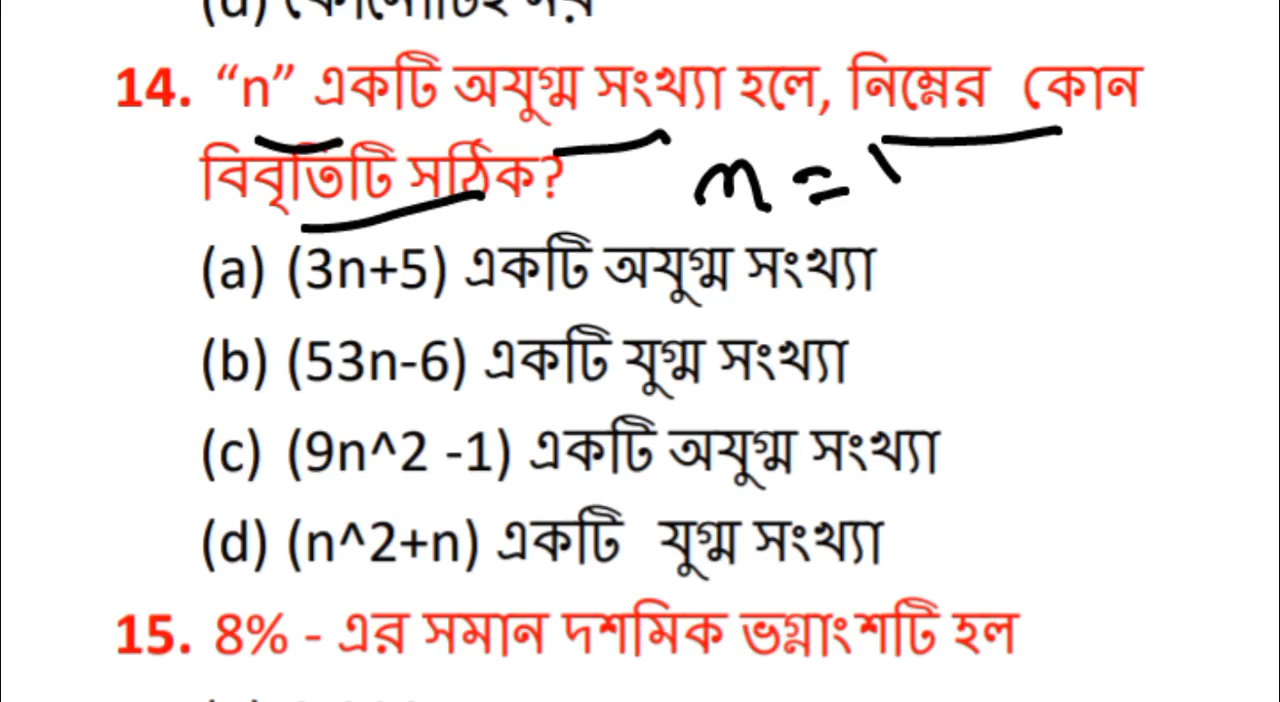 (d) কোনোটিই নয়
14. “n” একটি অযুগ্ম সংখ্যা হলে, নিম্নের কোন
বিবৃতিটি সঠিক?
n =
(a) (3n+5) একটি অযুগ্ম সংখ্যা
(b) (53n-6) একটি যুগ্ম সংখ্যা
(c) (9n^2 -1) একটি অযুগ্ম সংখ্যা
(d) (n^2+n) একটি যুগ্ম সংখ্যা
15. 8% - এর সমান দশমিক ভগ্নাংশটি হল